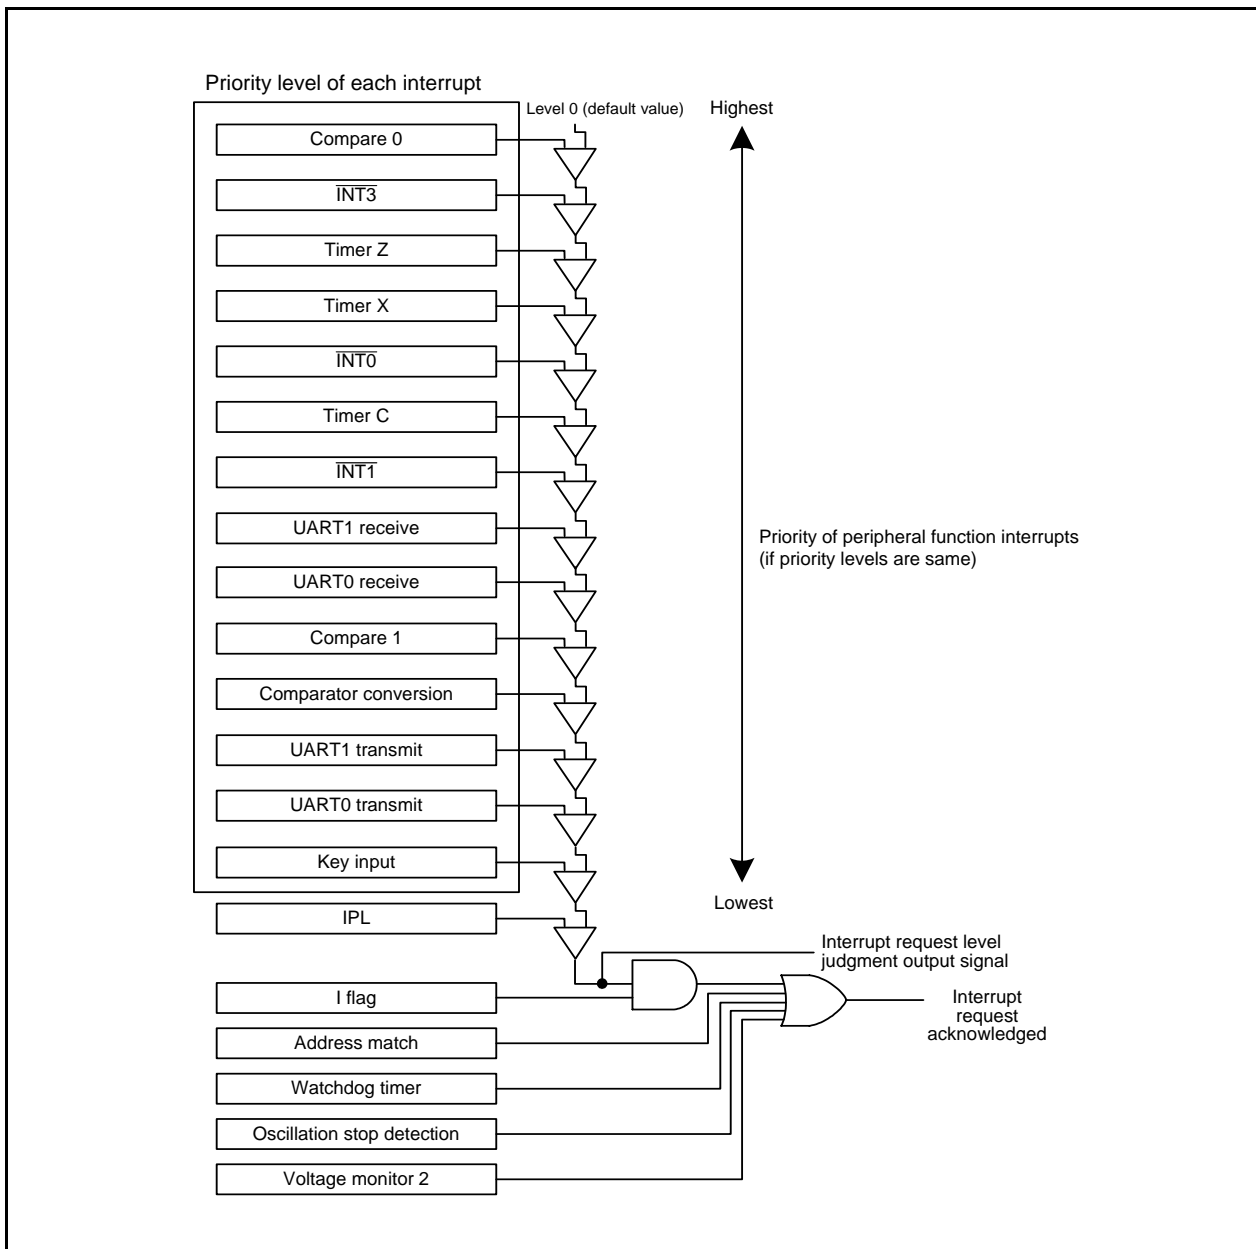 Priority level of each interrupt
Level 0 (default value)
Highest
Compare 0
INT3
Timer Z
Timer X
INT0
Timer C
INT1
UART1 receive
Priority of peripheral function interrupts
(if priority levels are same)
UART0 receive
Compare 1
Comparator conversion
UART1 transmit
UART0 transmit
Key input
Lowest
IPL
Interrupt request level
judgment output signal
I flag
Interrupt
request
acknowledged
Address match
Watchdog timer
Oscillation stop detection
Voltage monitor 2